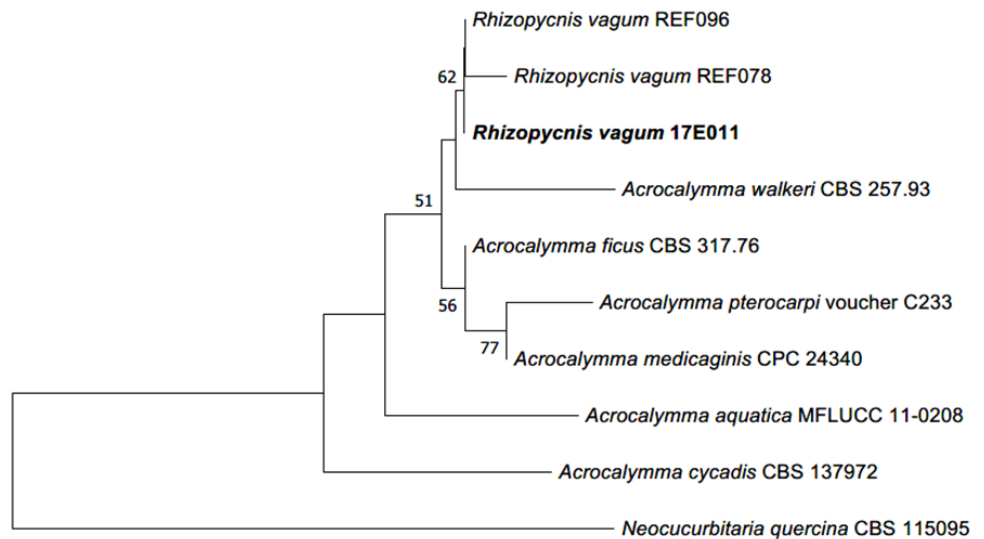 Rhizopycnis vagum REF096
62
Rhizopycnis vagum REF078
Rhizopycnis vagum 17E011
Acrocalymma walkeri CBS 257.93
51
Acrocalymma ficus CBS 317.76
56
Acrocalymma pterocarpi voucher C233
77
Acrocalymma medicaginis CPC 24340
Acrocalymma aquatica MFLUCC 11-0208
Acrocalymma cycadis CBS 137972
Neocucurbitaria quercina CBS 115095